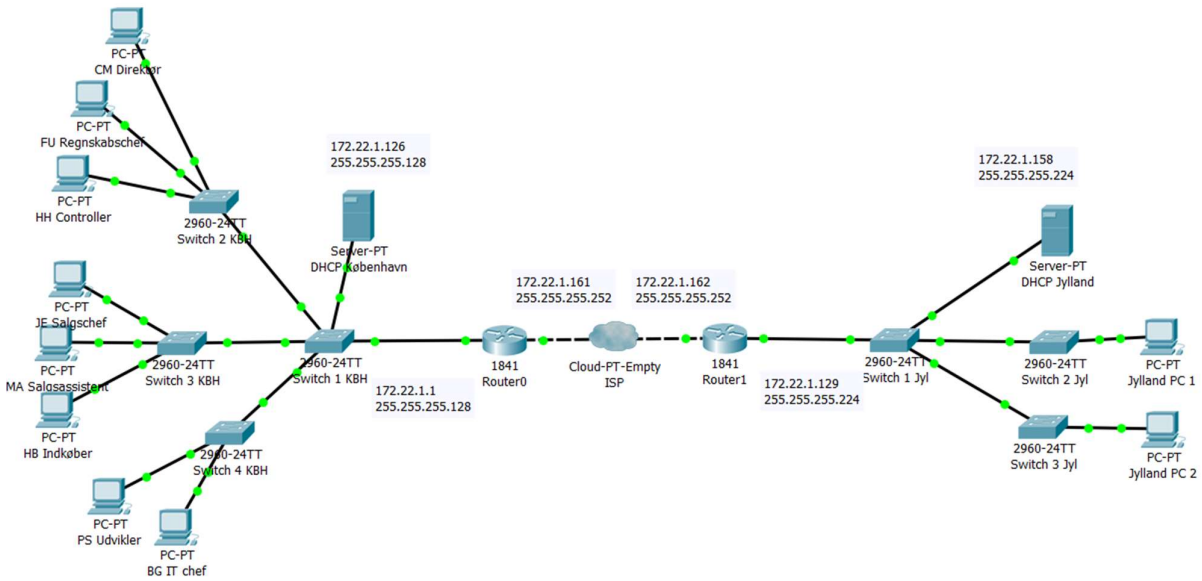 PC-PT
CM Direktør
PC-PT
FU Regnskabschef
PC-PT
HH Controller
2960-24TT
Switch 2 KBH
172.22.1.126
255.255.255.128
Server-PT
DHCP København
PC-PT
JE Salgschef
PC-PT
MA Salgsassistent
PC-PT
HB Indkøber
2960-24TT
Switch 3 KBH
2960-24TT
Switch 1 KBH
172.22.1.1
255.255.255.128
2960-24TT
Switch 4 KBH
PC-PT
PS Udvikler
PC-PT
BG IT chef
172.22.1.161
255.255.255.252
1841
Router0
Cloud-PT-Empty
ISP
172.22.1.162
255.255.255.252
1841
Router1
172.22.1.129
255.255.255.224
172.22.1.158
255.255.255.224
Server-PT
DHCP Jylland
2960-24TT
Switch 1 Jyl
2960-24TT
Switch 2 Jyl
PC-PT
Jylland PC 1
2960-24TT
Switch 3 Jyl
PC-PT
Jylland PC 2